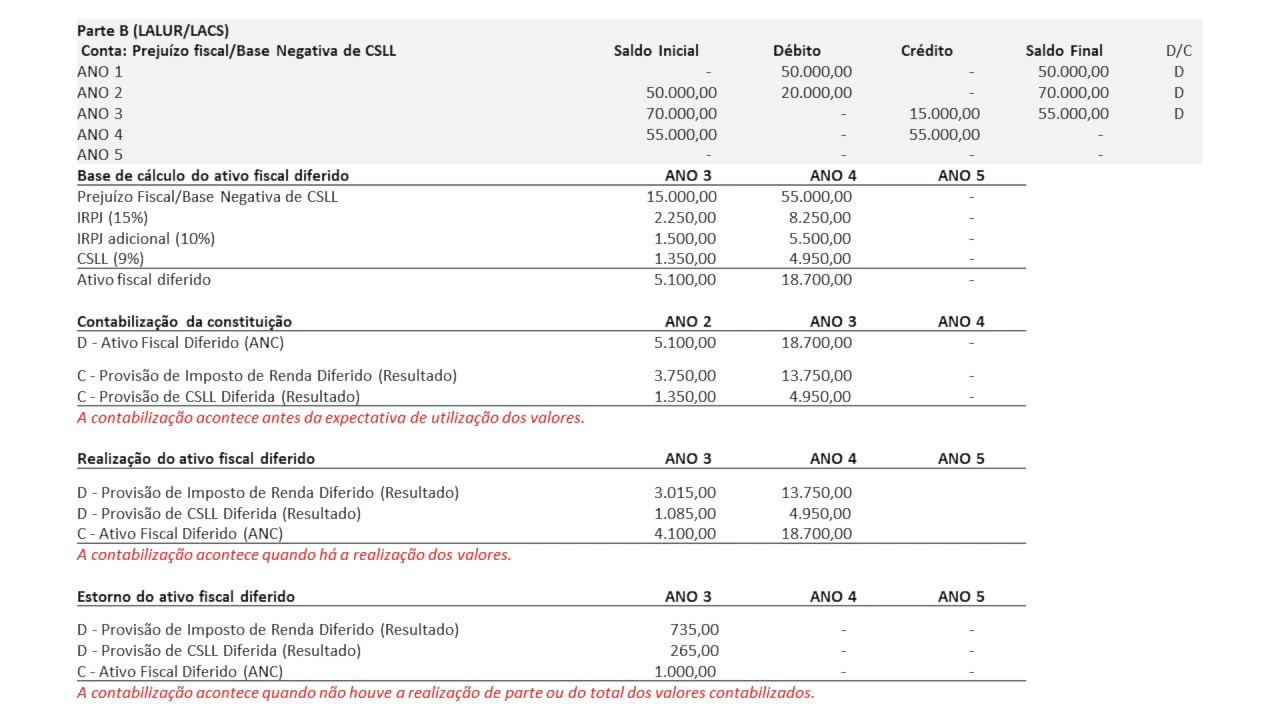 Parte B (LALUR/LACS)
Conta: Prejuízo fiscal/Base Negativa de CSLL Saldo Inicial Débito Crédito Saldo Final D/C
ANO 1 - 50.000,00 - 50.000,00 D
ANO 2 50.000,00 20.000,00 - 70.000,00 D
ANO 3 70.000,00 - 15.000,00 55.000,00 D
ANO 4 55.000,00 - 55.000,00 -
ANO 5 - - - -
Base de cálculo do ativo fiscal diferido ANO 3 ANO 4 ANO 5
Prejuízo Fiscal/Base Negativa de CSLL 15.000,00 55.000,00 -
IRPJ (15%) 2.250,00 8.250,00 -
IRPJ adicional (10%) 1.500,00 5.500,00 -
CSLL (9%) 1.350,00 4.950,00 -
Ativo fiscal diferido 5.100,00 18.700,00 -
Contabilização da constituição ANO 2 ANO 3 ANO 4
D - Ativo Fiscal Diferido (ANC) 5.100,00 18.700,00 -
C - Provisão de Imposto de Renda Diferido (Resultado) 3.750,00 13.750,00 -
C - Provisão de CSLL Diferida (Resultado) 1.350,00 4.950,00 -
A contabilização acontece antes da expectativa de utilização dos valores.
Realização do ativo fiscal diferido ANO 3 ANO 4 ANO 5
D - Provisão de Imposto de Renda Diferido (Resultado) 3.015,00 13.750,00
D - Provisão de CSLL Diferida (Resultado) 1.085,00 4.950,00
C - Ativo Fiscal Diferido (ANC) 4.100,00 18.700,00
A contabilização acontece quando há a realização dos valores.
Estorno do ativo fiscal diferido ANO 3 ANO 4 ANO 5
D - Provisão de Imposto de Renda Diferido (Resultado) 735,00 - -
D - Provisão de CSLL Diferida (Resultado) 265,00 - -
C - Ativo Fiscal Diferido (ANC) 1.000,00 - -
A contabilização acontece quando não houve a realização de parte ou do total dos valores contabilizados.